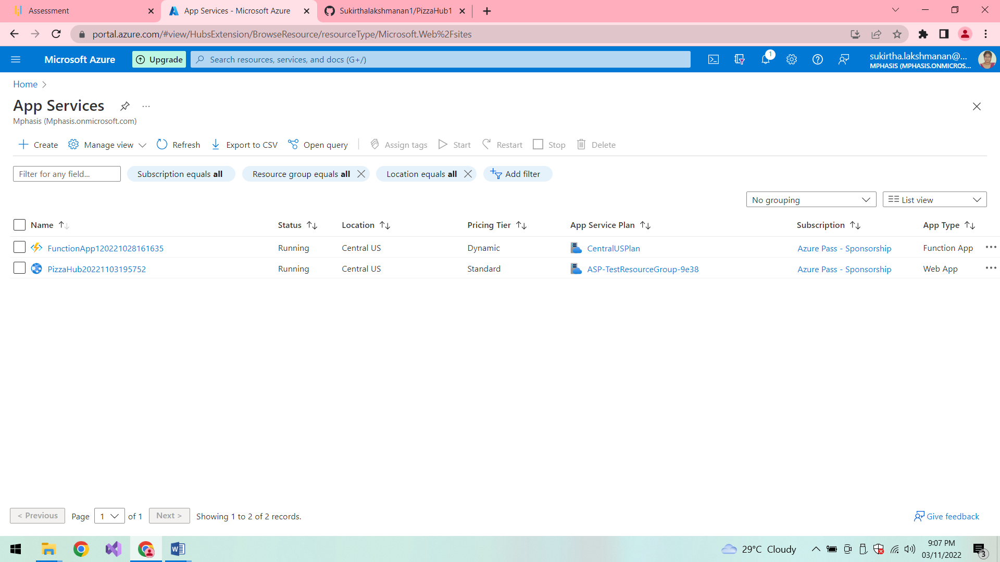 Assessment
App Services - Microsoft Azure
Sukirthalakshmanan1/PizzaHub1
portal.azure.com/#view/HubsExtension/BrowseResource/resourceType/Microsoft.Web%2Fsites
Microsoft Azure
Upgrade
Search resources, services, and docs (G+/)
1
sukirtha.lakshmanan@...
MPHASIS (MPHASIS.ONMICROS...
Home
App Services
Mphasis (Mphasis.onmicrosoft.com)
Create Manage view Refresh Export to CSV Open query Assign tags Start Restart Stop Delete
Filter for any field... Subscription equals all Resource group equals all Location equals all Add filter
No grouping List view
Name Status Location Pricing Tier App Service Plan Subscription App Type
FunctionApp120221028161635 Running Central US Dynamic CentralUSPlan Azure Pass - Sponsorship Function App
PizzaHub20221103195752 Running Central US Standard ASP-TestResourceGroup-9e38 Azure Pass - Sponsorship Web App
< Previous Page 1 of 1 Next > Showing 1 to 2 of 2 records.
Give feedback
29°C Cloudy
9:07 PM
03/11/2022
3